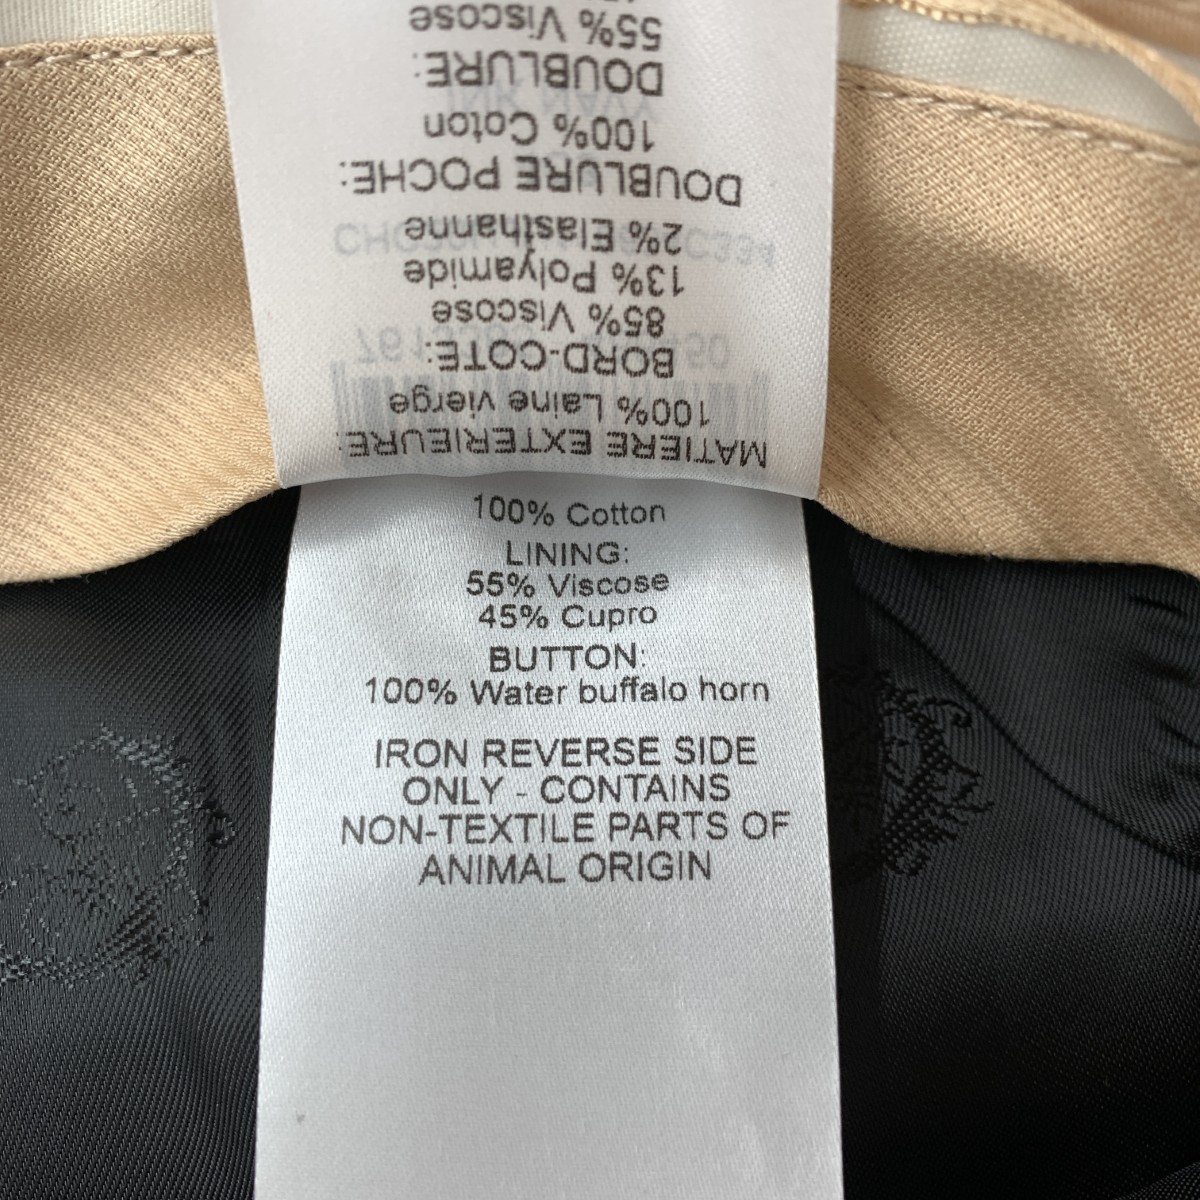 MATIERE EXTERIEURE:
100% Laine vierge
BORD-COTE:
85% Viscose
13% Polyamide
2% Elasthanne
DOUBLURE POCHE:
100% Coton
DOUBLURE:
55% Viscose
100% Cotton
LINING:
55% Viscose
45% Cupro
BUTTON:
100% Water buffalo horn
IRON REVERSE SIDE
ONLY - CONTAINS
NON-TEXTILE PARTS OF
ANIMAL ORIGIN